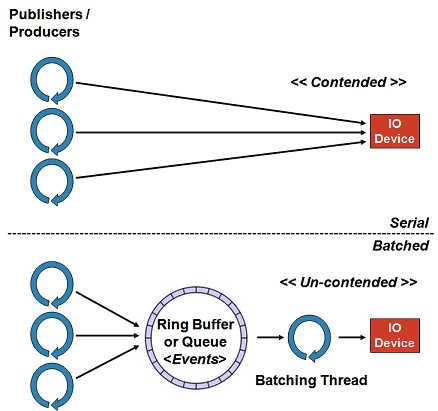 Publishers /
Producers
<< Contended >>
IO
Device
Serial
Batched
<< Un-contended >>
Ring Buffer
or Queue
<Events>
IO
Device
Batching Thread